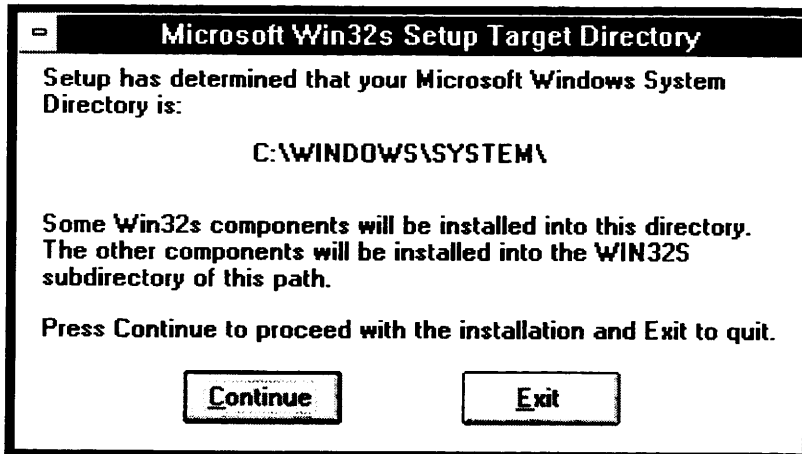 Microsoft Win32s Setup Target Directory
Setup has determined that your Microsoft Windows System
Directory is:
C:\WINDOWS\SYSTEM\
Some Win32s components will be installed into this directory.
The other components will be installed into the WIN32S
subdirectory of this path.
Press Continue to proceed with the installation and Exit to quit.
Continue
Exit